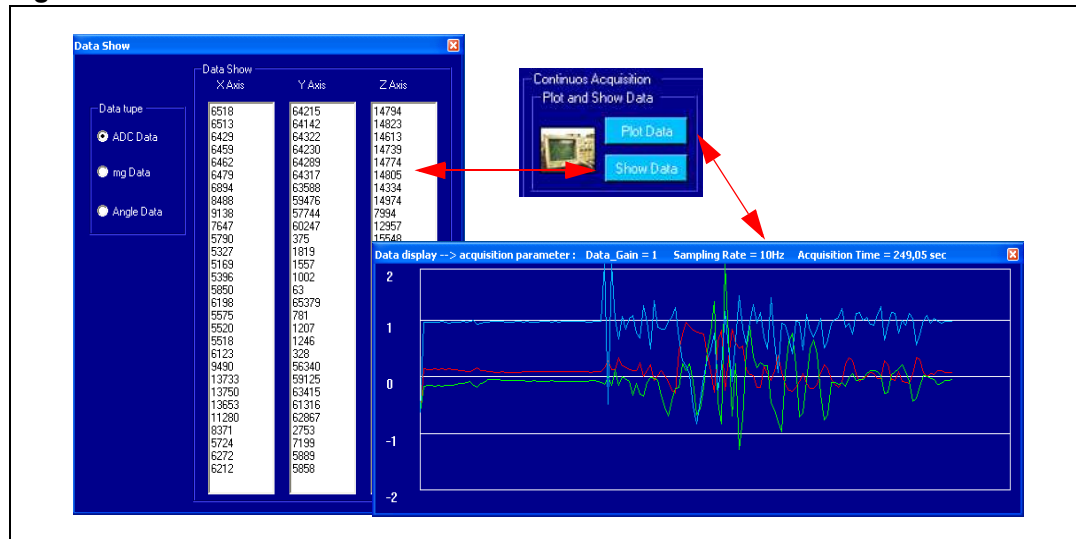 Data Show
Data Show
X Axis Y Axis Z Axis
Data tupe
ADC Data
mg Data
Angle Data
6518 64215 14794
6513 64142 14823
6429 64322 14613
6459 64230 14739
6462 64289 14774
6479 64317 14805
6894 63588 14334
8488 59476 14974
9138 57744 7994
7647 60247 12957
5790 375 15548
5327 1819
5169 1557
5396 1002
5850 63
6198 65379
5575 781
5520 1207
5518 1246
6123 328
9490 56340
13733 59125
13750 63415
13653 61316
11280 62867
8371 2753
5724 7199
6272 5889
6212 5858
Continuos Acquisition
Plot and Show Data
Plot Data
Show Data
Data display --> acquisition parameter : Data_Gain = 1 Sampling Rate = 10Hz Acquisition Time = 249,05 sec
2
1
0
-1
-2